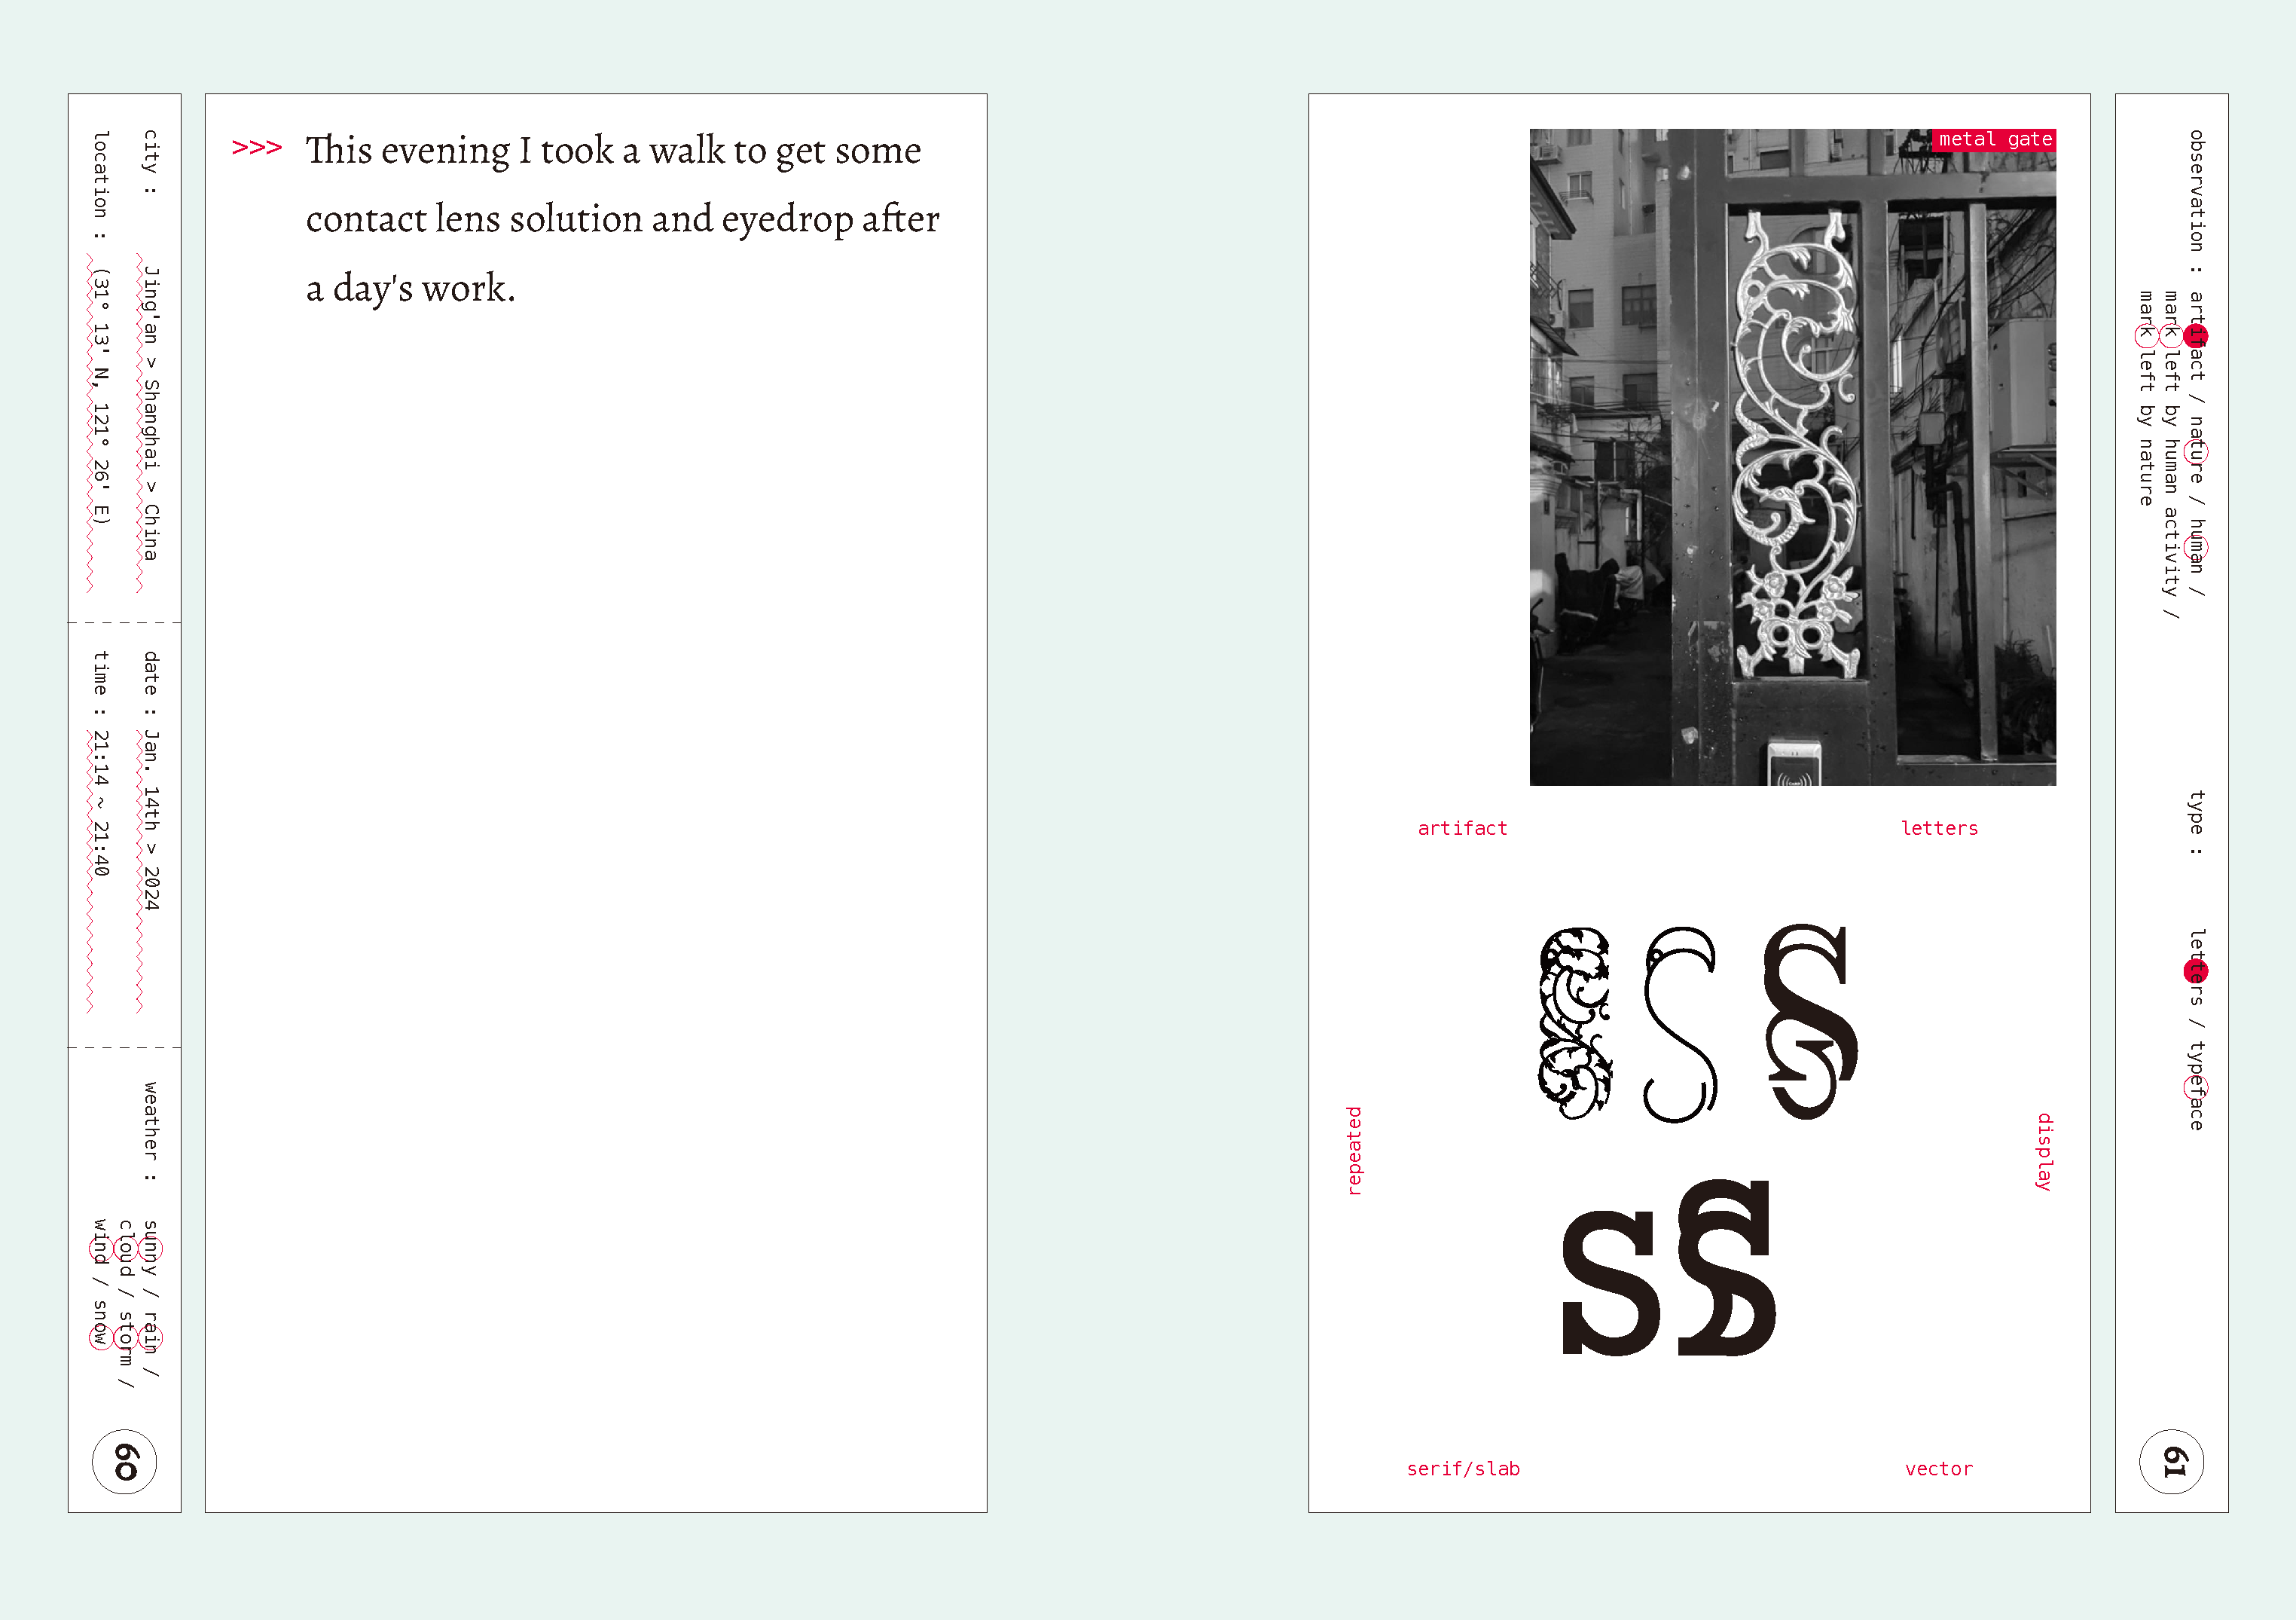 city : Jing'an > Shanghai > China
location : (31° 13' N, 121° 26' E)
date : Jan. 14th > 2024
time : 21:14 ~ 21:40
weather : sunny / rain /
cloud / storm /
wind / snow
60
>>> This evening I took a walk to get some
contact lens solution and eyedrop after
a day's work.
metal gate
artifact
letters
S S S
s S
repeated
display
serif/slab
vector
observation : artifact / nature / human /
mark left by human activity /
mark left by nature
type : letters / typeface
61